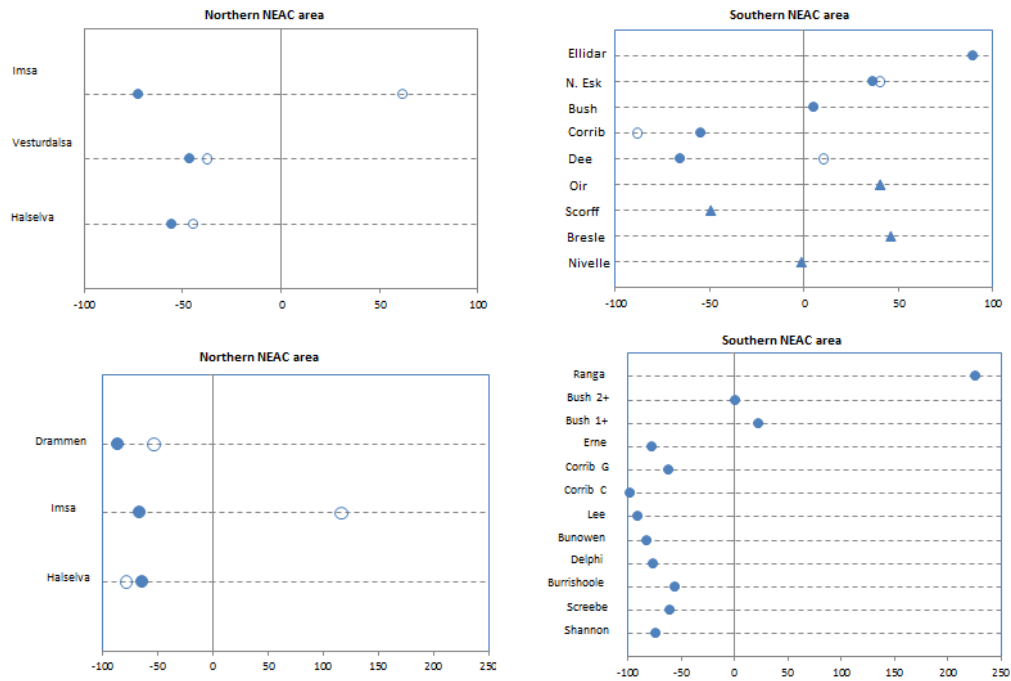 Northern NEAC area
Imsa
Vesturdalsa
Halselva
-100 -50 0 50 100
Southern NEAC area
Ellidar
N. Esk
Bush
Corrib
Dee
Oir
Scorff
Bresle
Nivelle
-100 -50 0 50 100
Northern NEAC area
Drammen
Imsa
Halselva
-100 -50 0 50 100 150 200 250
Southern NEAC area
Ranga
Bush 2+
Bush 1+
Erne
Corrib G
Corrib C
Lee
Bunowen
Delphi
Burrishoole
Screebe
Shannon
-100 -50 0 50 100 150 200 250